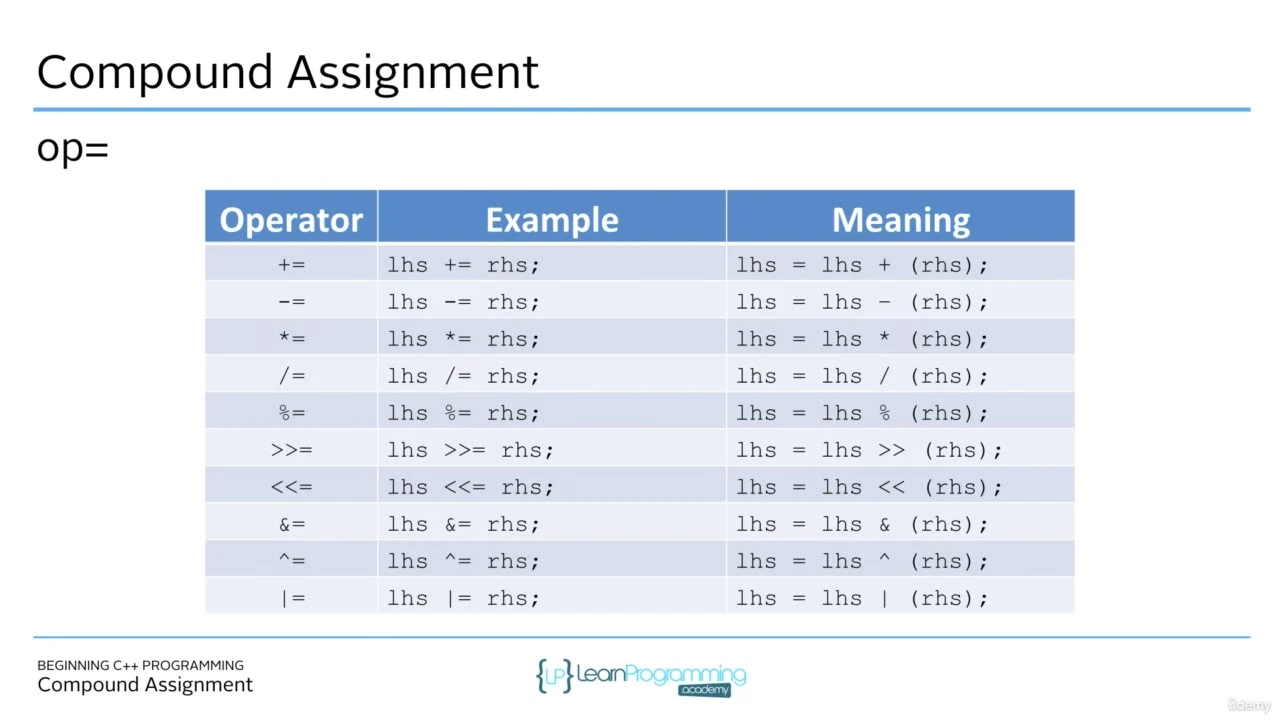 Compound Assignment
op=
Operator Example Meaning
+= lhs += rhs; lhs = lhs + (rhs);
-= lhs -= rhs; lhs = lhs – (rhs);
*= lhs *= rhs; lhs = lhs * (rhs);
/= lhs /= rhs; lhs = lhs / (rhs);
%= lhs %= rhs; lhs = lhs % (rhs);
>>= lhs >>= rhs; lhs = lhs >> (rhs);
<<= lhs <<= rhs; lhs = lhs << (rhs);
&= lhs &= rhs; lhs = lhs & (rhs);
^= lhs ^= rhs; lhs = lhs ^ (rhs);
|= lhs |= rhs; lhs = lhs | (rhs);
BEGINNING C++ PROGRAMMING
Compound Assignment
{LP} LearnProgramming
academy
ûdemy